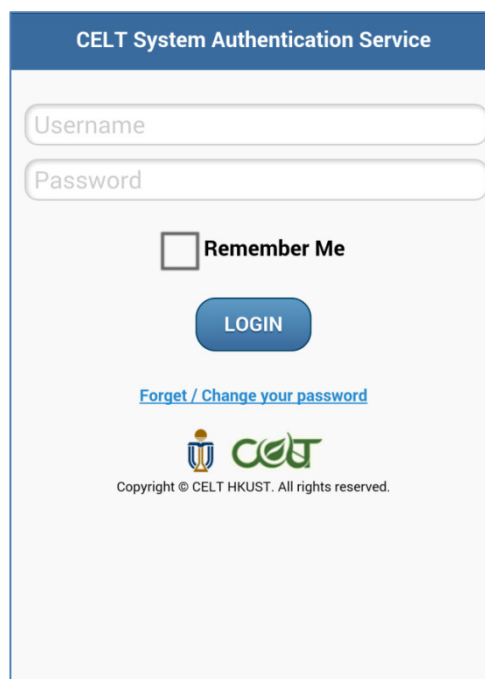 CELT System Authentication Service
Username
Password
Remember Me
LOGIN
Forget / Change your password
CELT
Copyright © CELT HKUST. All rights reserved.